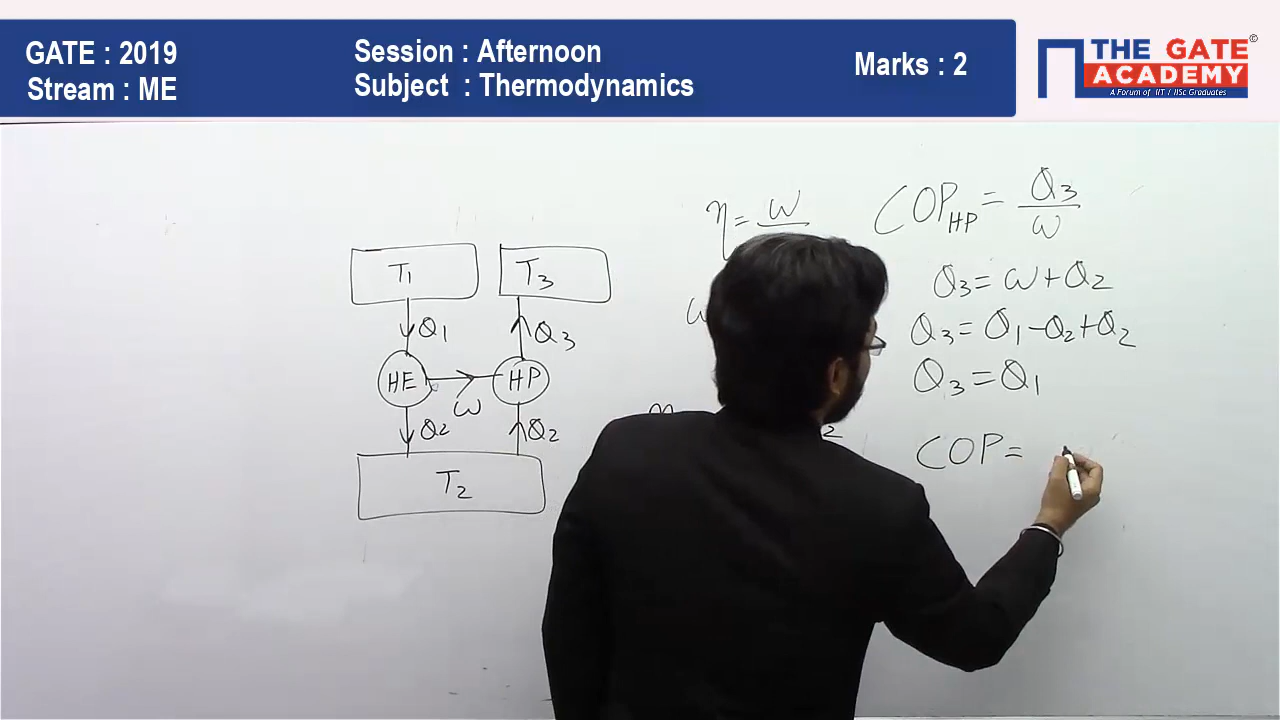 GATE : 2019
Stream : ME
Session : Afternoon
Subject : Thermodynamics
Marks : 2
THE GATE
ACADEMY
©
A Forum of IIT / IISc Graduates
T₁
T₃
Q₁
Q₃
HE
HP
W
Q₂
Q₂
T₂
η = W
W
2
COP_HP = Q₃ / W
Q₃ = W + Q₂
Q₃ = Q₁ - Q₂ + Q₂
Q₃ = Q₁
COP =